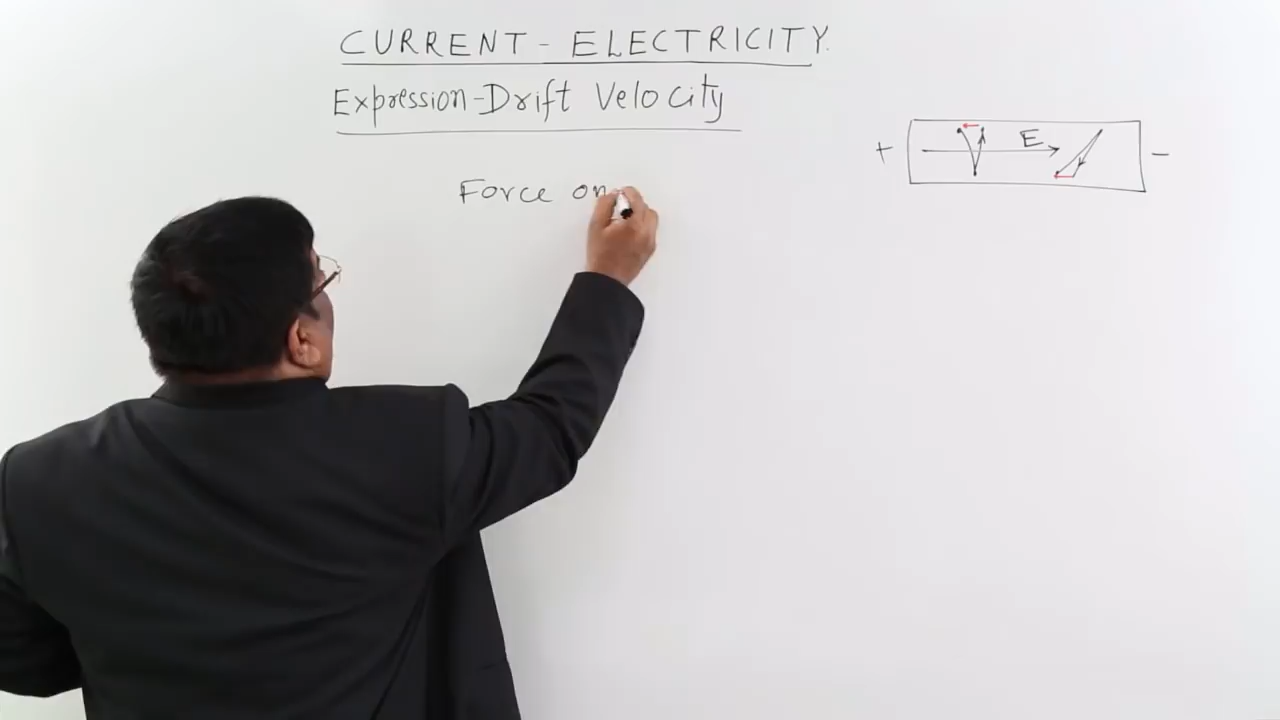 CURRENT - ELECTRICITY.
Expression-Drift Velocity
+ E -
Force on